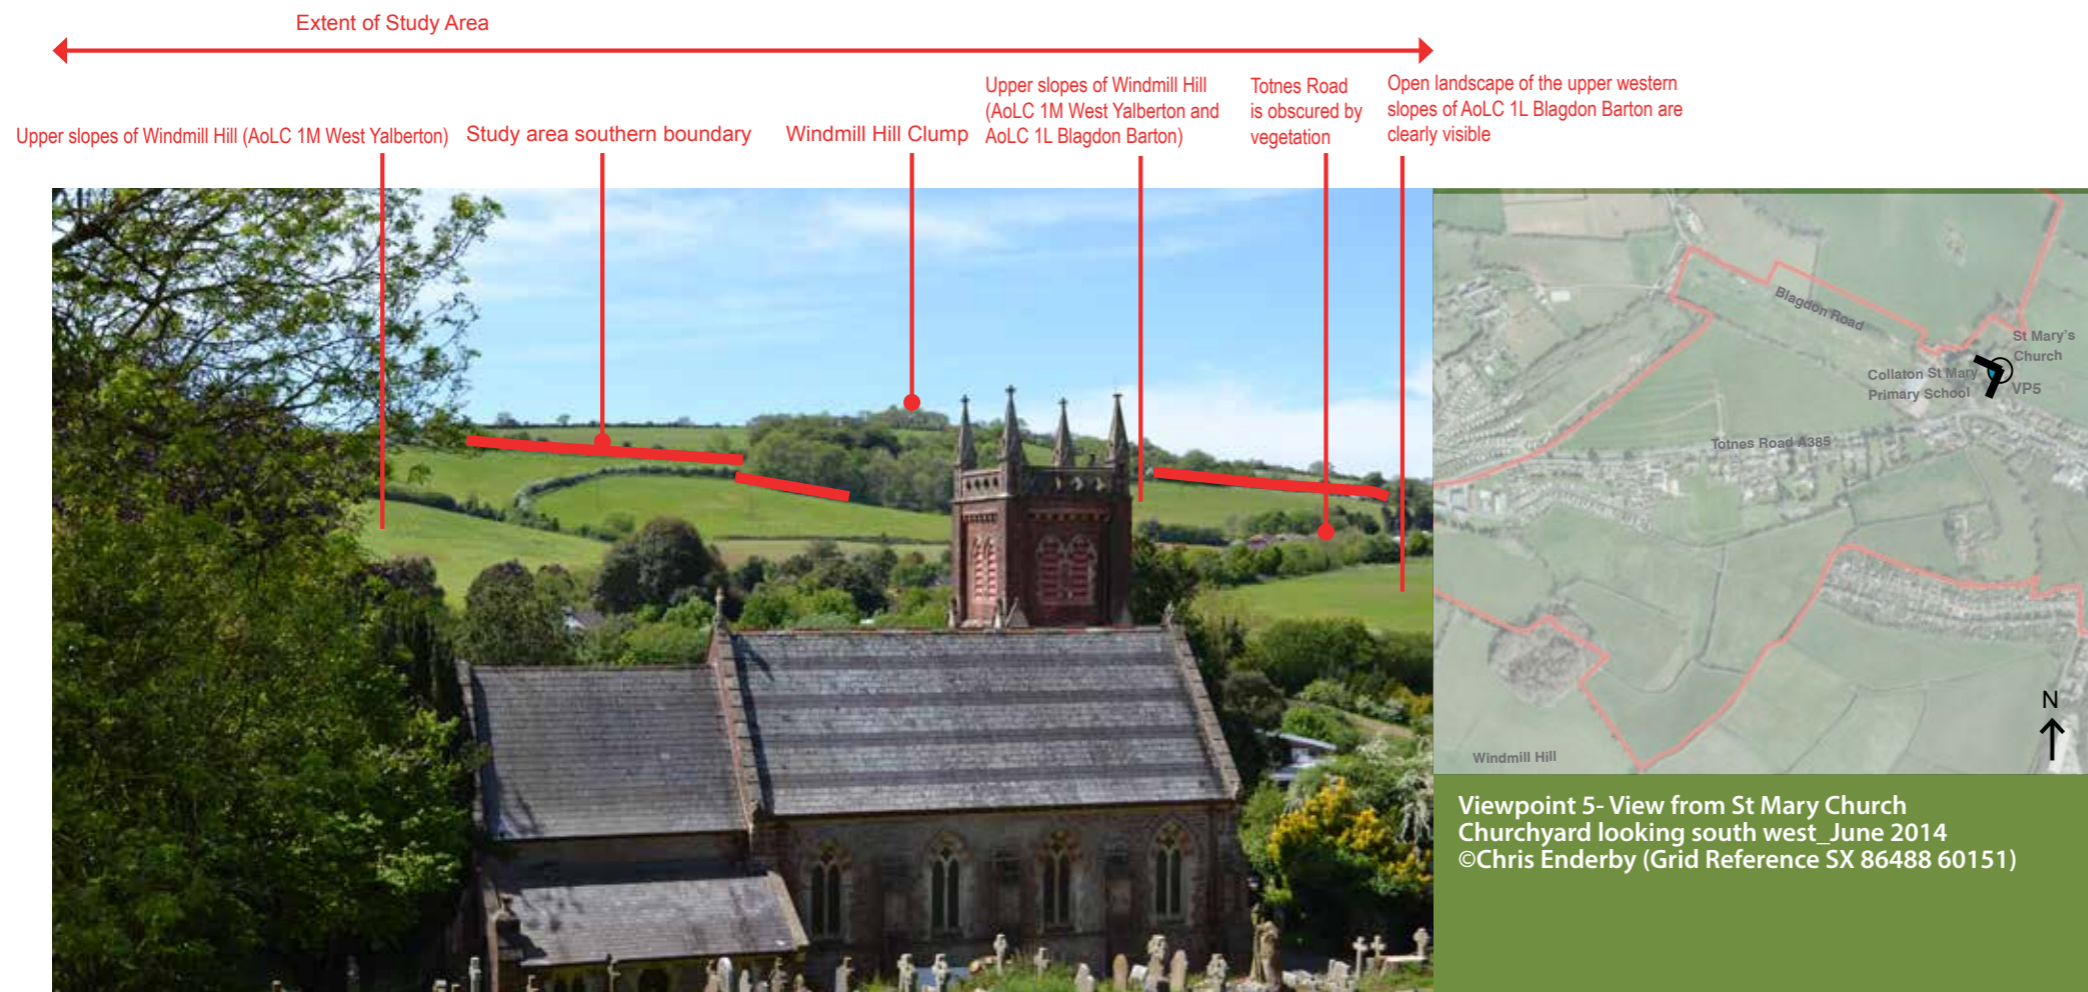 Extent of Study Area
Upper slopes of Windmill Hill (AoLC 1M West Yalberton)
Study area southern boundary
Windmill Hill Clump
Upper slopes of Windmill Hill
(AoLC 1M West Yalberton and
AoLC 1L Blagdon Barton)
Totnes Road
is obscured by
vegetation
Open landscape of the upper western
slopes of AoLC 1L Blagdon Barton are
clearly visible
Blagdon Road
St Mary's
Church
Collaton St Mary
Primary School
VP5
Totnes Road A385
Windmill Hill
N
Viewpoint 5- View from St Mary Church
Churchyard looking south west_June 2014
©Chris Enderby (Grid Reference SX 86488 60151)